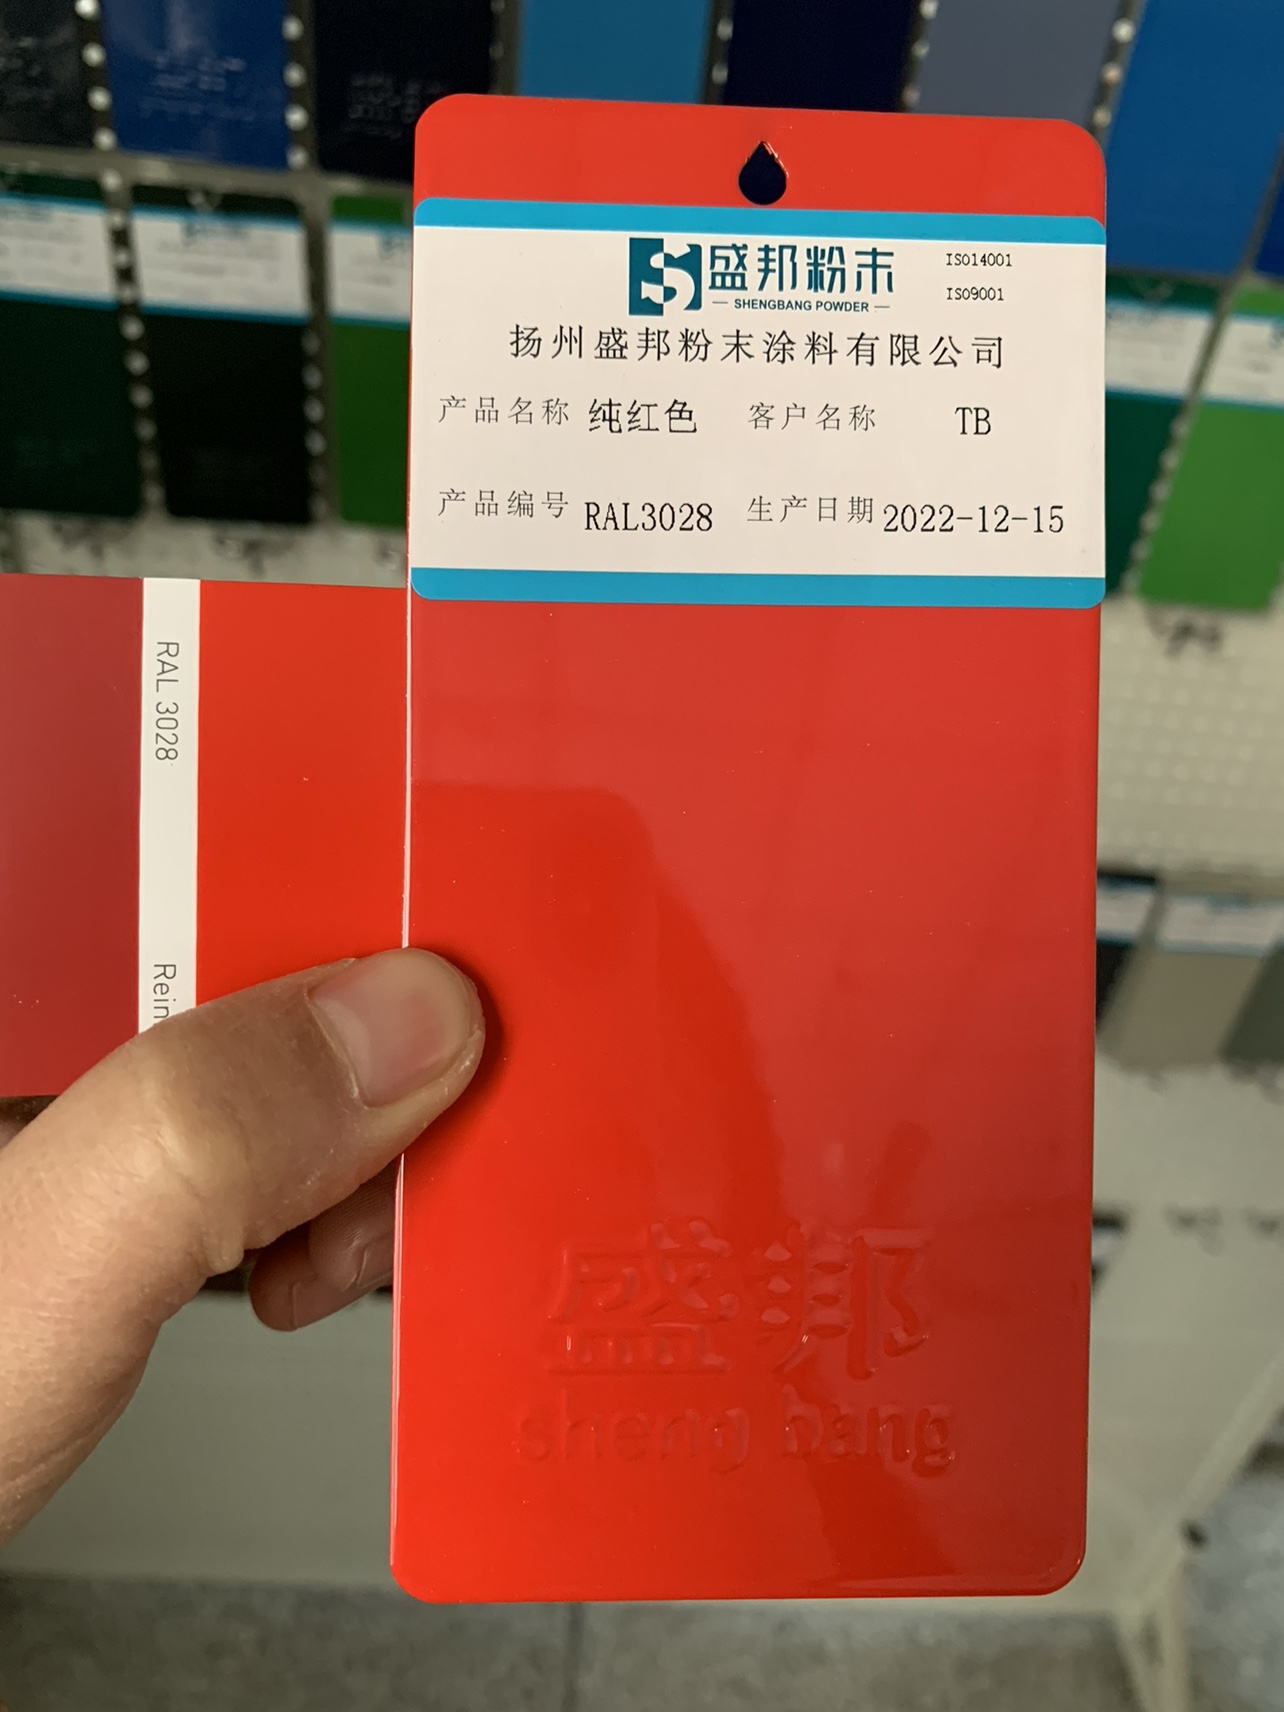 盛邦粉末
SHENGBANG POWDER
ISO14001
ISO9001
扬州盛邦粉末涂料有限公司
产品名称 纯红色 客户名称 TB
产品编号 RAL3028 生产日期 2022-12-15
RAL 3028
Rein
盛邦
sheng bang